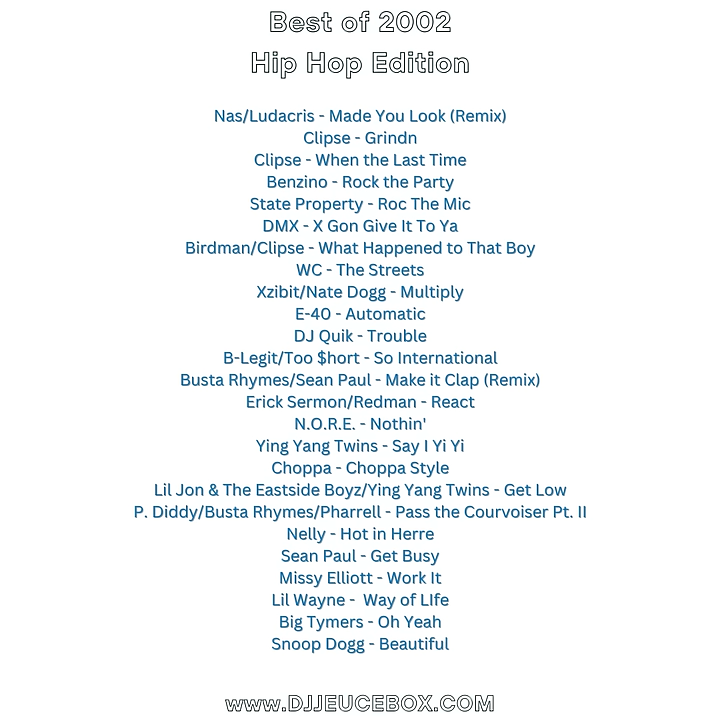 Best of 2002
Hip Hop Edition
Nas/Ludacris - Made You Look (Remix)
Clipse - Grindn
Clipse - When the Last Time
Benzino - Rock the Party
State Property - Roc The Mic
DMX - X Gon Give It To Ya
Birdman/Clipse - What Happened to That Boy
WC - The Streets
Xzibit/Nate Dogg - Multiply
E-40 - Automatic
DJ Quik - Trouble
B-Legit/Too $hort - So International
Busta Rhymes/Sean Paul - Make it Clap (Remix)
Erick Sermon/Redman - React
N.O.R.E. - Nothin'
Ying Yang Twins - Say I Yi Yi
Choppa - Choppa Style
Lil Jon & The Eastside Boyz/Ying Yang Twins - Get Low
P. Diddy/Busta Rhymes/Pharrell - Pass the Courvoiser Pt. II
Nelly - Hot in Herre
Sean Paul - Get Busy
Missy Elliott - Work It
Lil Wayne -  Way of LIfe
Big Tymers - Oh Yeah
Snoop Dogg - Beautiful
www.DJJEUCEBOX.COM